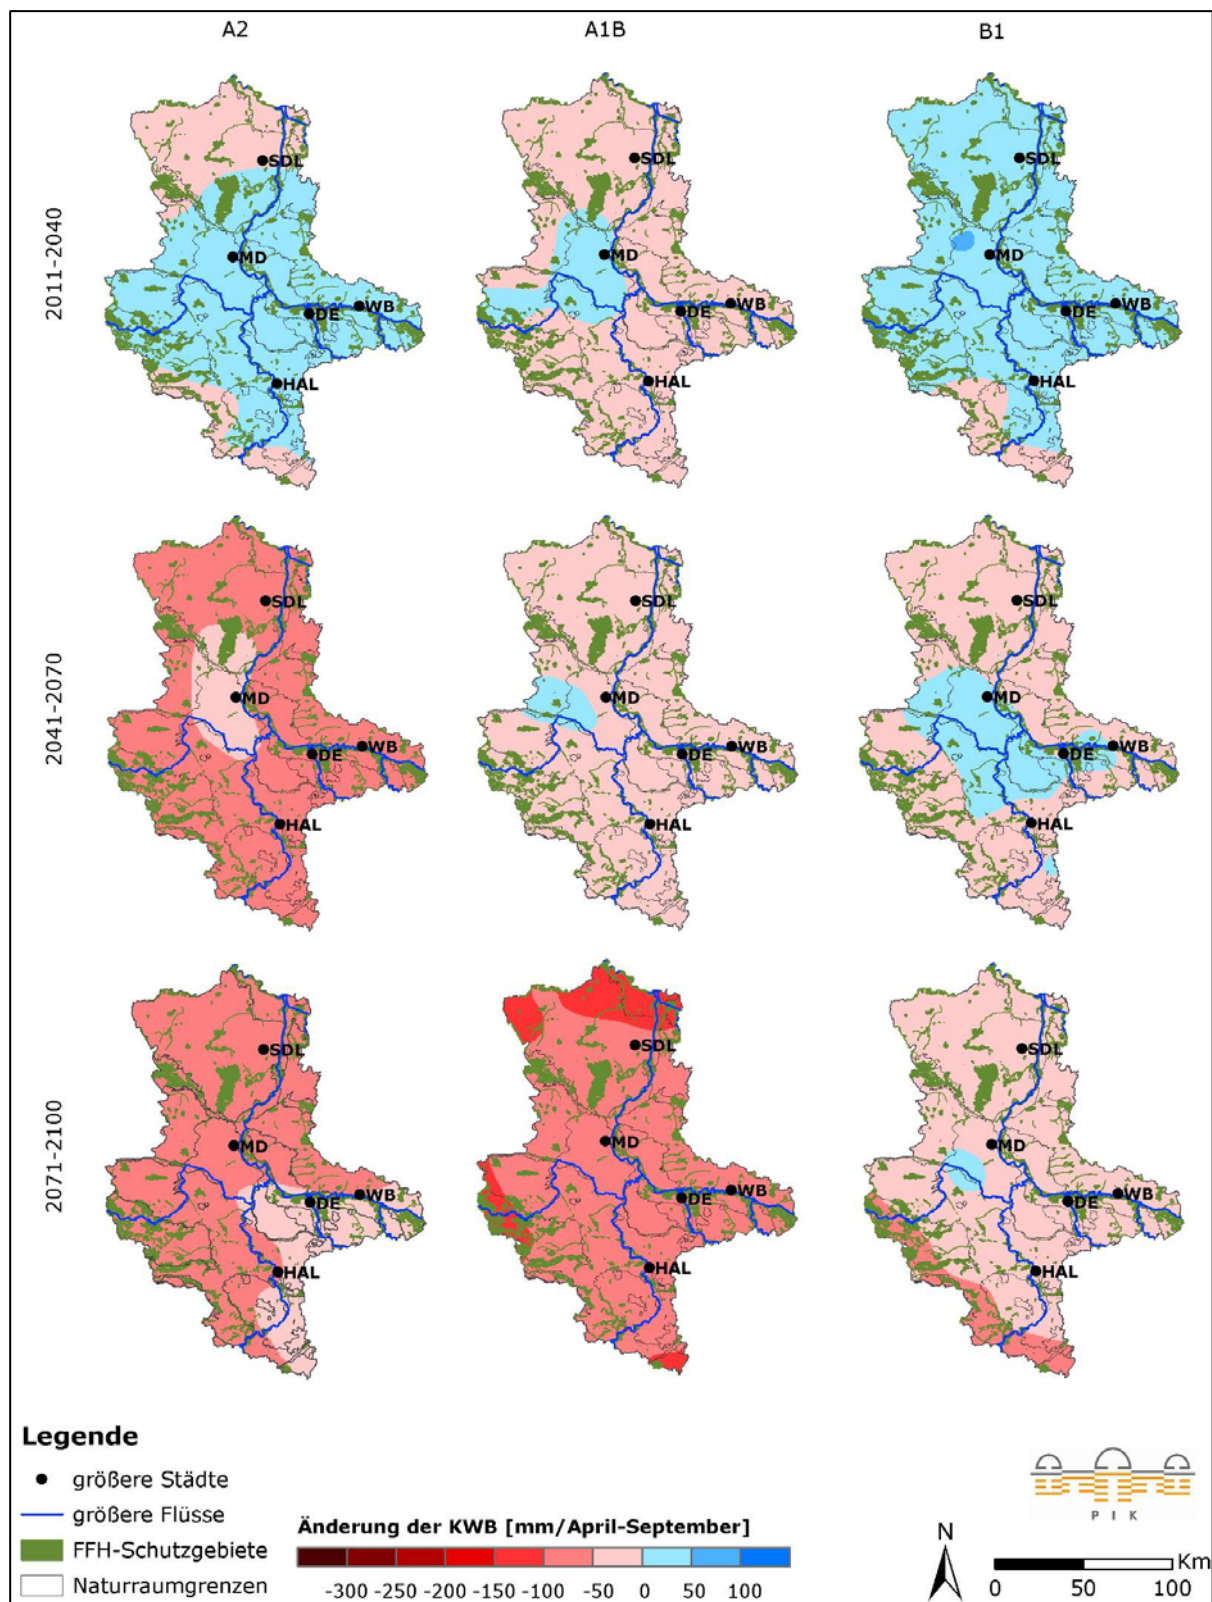 A2 A1B B1
2011-2040
SDL
MD
WB
DE
HAL
SDL
MD
WB
DE
HAL
SDL
MD
WB
DE
HAL
2041-2070
SDL
MD
WB
DE
HAL
SDL
MD
WB
DE
HAL
SDL
MD
WB
DE
HAL
2071-2100
SDL
MD
WB
DE
HAL
SDL
MD
WB
DE
HAL
SDL
MD
WB
DE
HAL
Legende
größere Städte
größere Flüsse
FFH-Schutzgebiete
Naturraumgrenzen
Änderung der KWB [mm/April-September]
-300 -250 -200 -150 -100 -50 0 50 100
P I K
N
Km
0 50 100